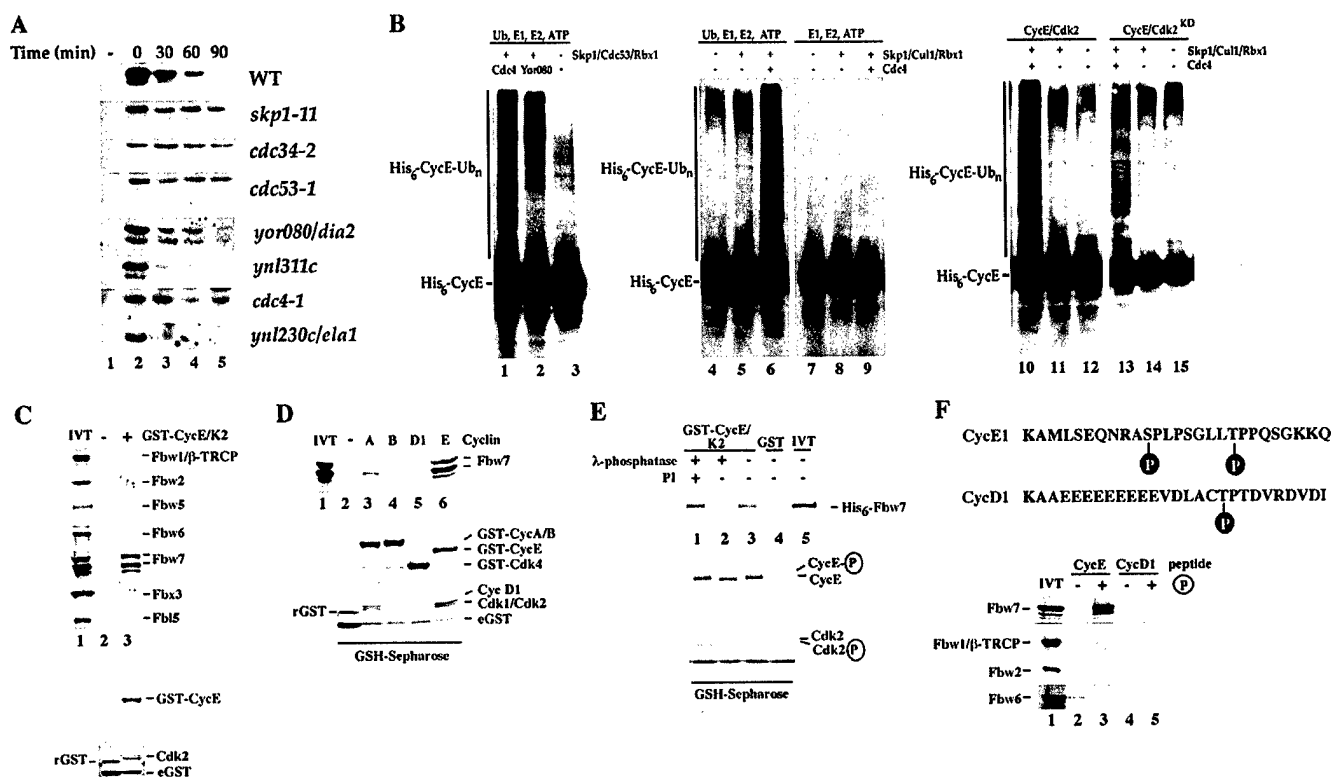 A
Time (min) - 0 30 60 90
WT
skp1-11
cdc34-2
cdc53-1
yor080/dia2
ynl311c
cdc4-1
ynl230c/ela1
1 2 3 4 5
B
Ub, E1, E2, ATP
+ + - Skp1/Cdc53/Rbx1
Cdc4 Yor080 -
His6-CycE-Ubn
His6-CycE
1 2 3
Ub, E1, E2, ATP E1, E2, ATP
- + + - + + Skp1/Cul1/Rbx1
- - + - - + Cdc4
His6-CycE-Ubn
His6-CycE
4 5 6 7 8 9
CycE/Cdk2 CycE/Cdk2KD
+ + - + + - Skp1/Cul1/Rbx1
+ - - + - - Cdc4
His6-CycE-Ubn
His6-CycE
10 11 12 13 14 15
C
IVT - + GST-CycE/K2
Fbw1/β-TRCP
Fbw2
Fbw5
Fbw6
Fbw7
Fbx3
Fbl5
1 2 3
GST-CycE
rGST
Cdk2
eGST
D
IVT - A B D1 E Cyclin
Fbw7
1 2 3 4 5 6
GST-CycA/B
GST-CycE
GST-Cdk4
Cyc D1
Cdk1/Cdk2
rGST
eGST
GSH-Sepharose
E
GST-CycE/K2 GST IVT
λ-phosphatase + + - - -
PI + - - - -
His6-Fbw7
1 2 3 4 5
CycE-P
CycE
Cdk2
Cdk2 P
GSH-Sepharose
F
CycE1 KAMLSEQNRASPLPSGLLTPPQSGKKQ
P P
CycD1 KAAEEEEEEEEEVDLACTPTDVRDVDI
P
CycE CycD1 peptide
IVT - + - + P
Fbw7
Fbw1/β-TRCP
Fbw2
Fbw6
1 2 3 4 5